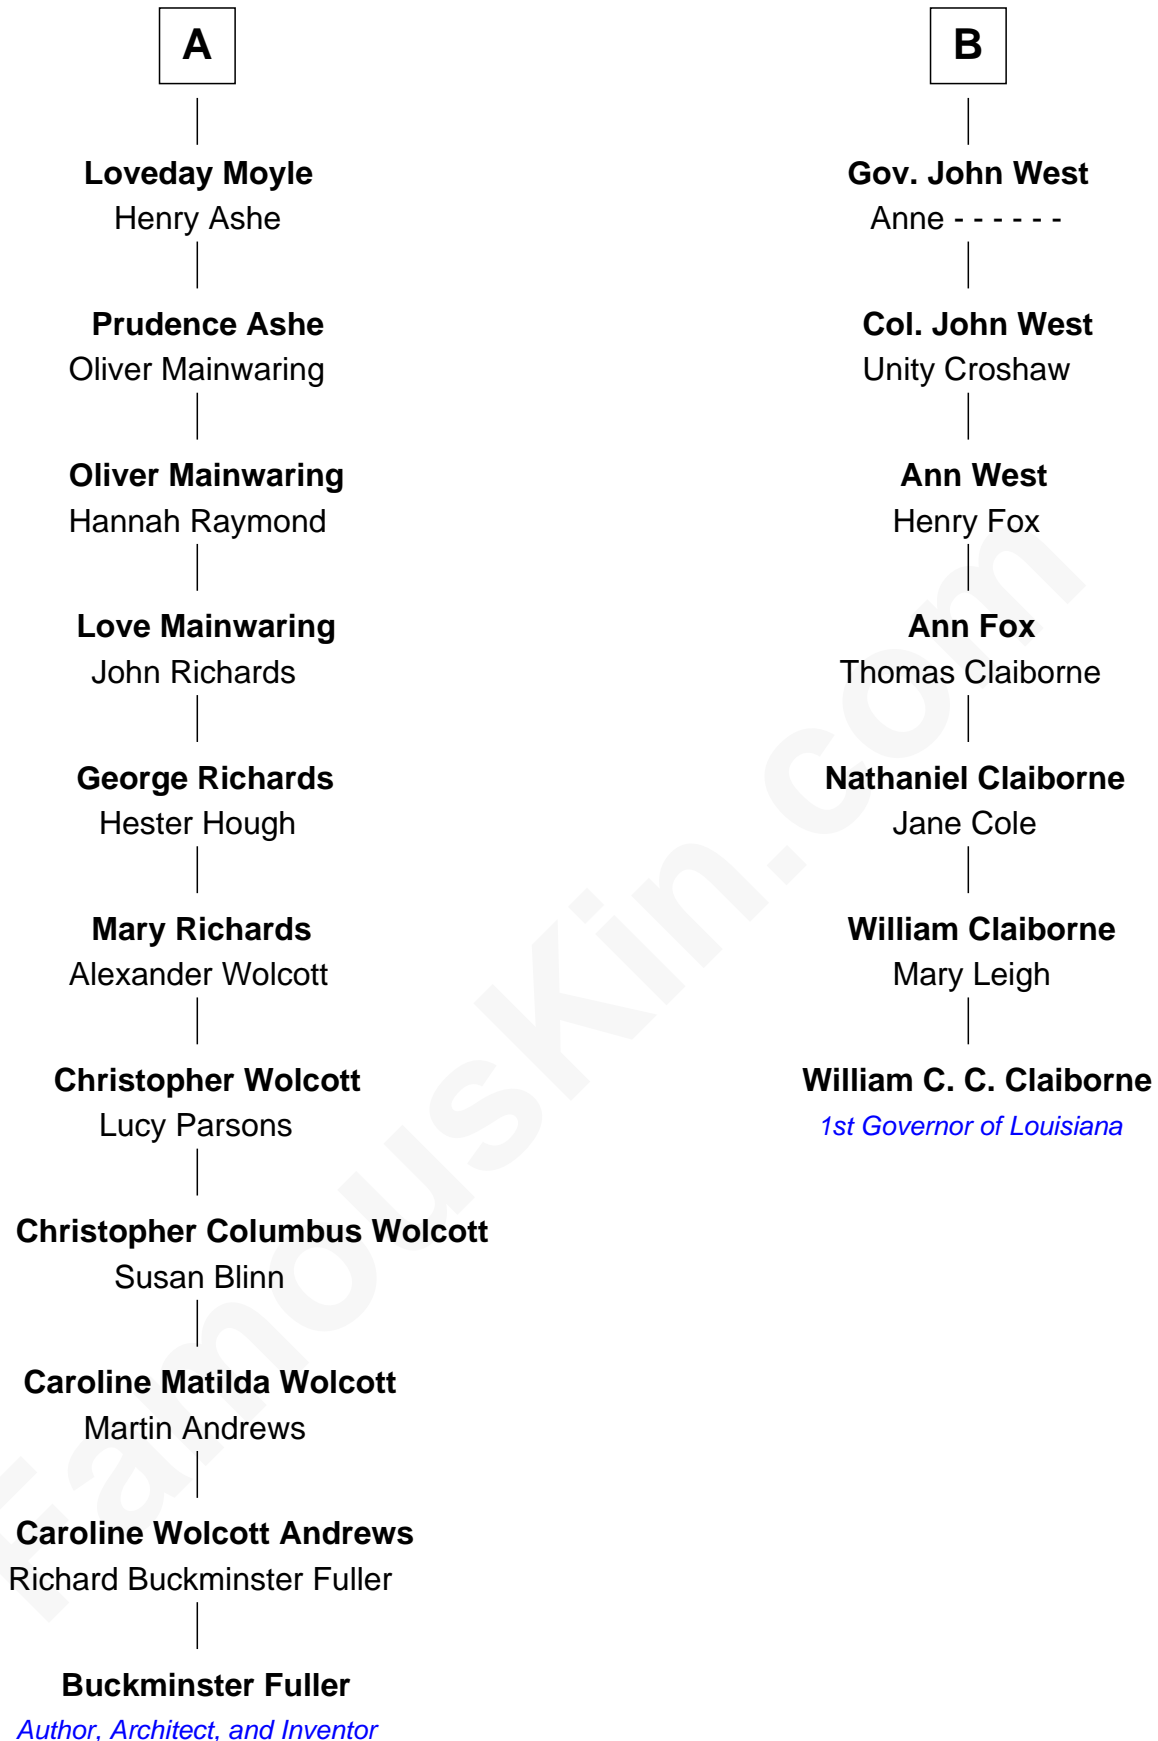 A
Loveday Moyle
Henry Ashe
Prudence Ashe
Oliver Mainwaring
Oliver Mainwaring
Hannah Raymond
Love Mainwaring
John Richards
George Richards
Hester Hough
Mary Richards
Alexander Wolcott
Christopher Wolcott
Lucy Parsons
Christopher Columbus Wolcott
Susan Blinn
Caroline Matilda Wolcott
Martin Andrews
Caroline Wolcott Andrews
Richard Buckminster Fuller
Buckminster Fuller
Author, Architect, and Inventor
B
Gov. John West
Anne - - - - - -
Col. John West
Unity Croshaw
Ann West
Henry Fox
Ann Fox
Thomas Claiborne
Nathaniel Claiborne
Jane Cole
William Claiborne
Mary Leigh
William C. C. Claiborne
1st Governor of Louisiana
FamousKin.com